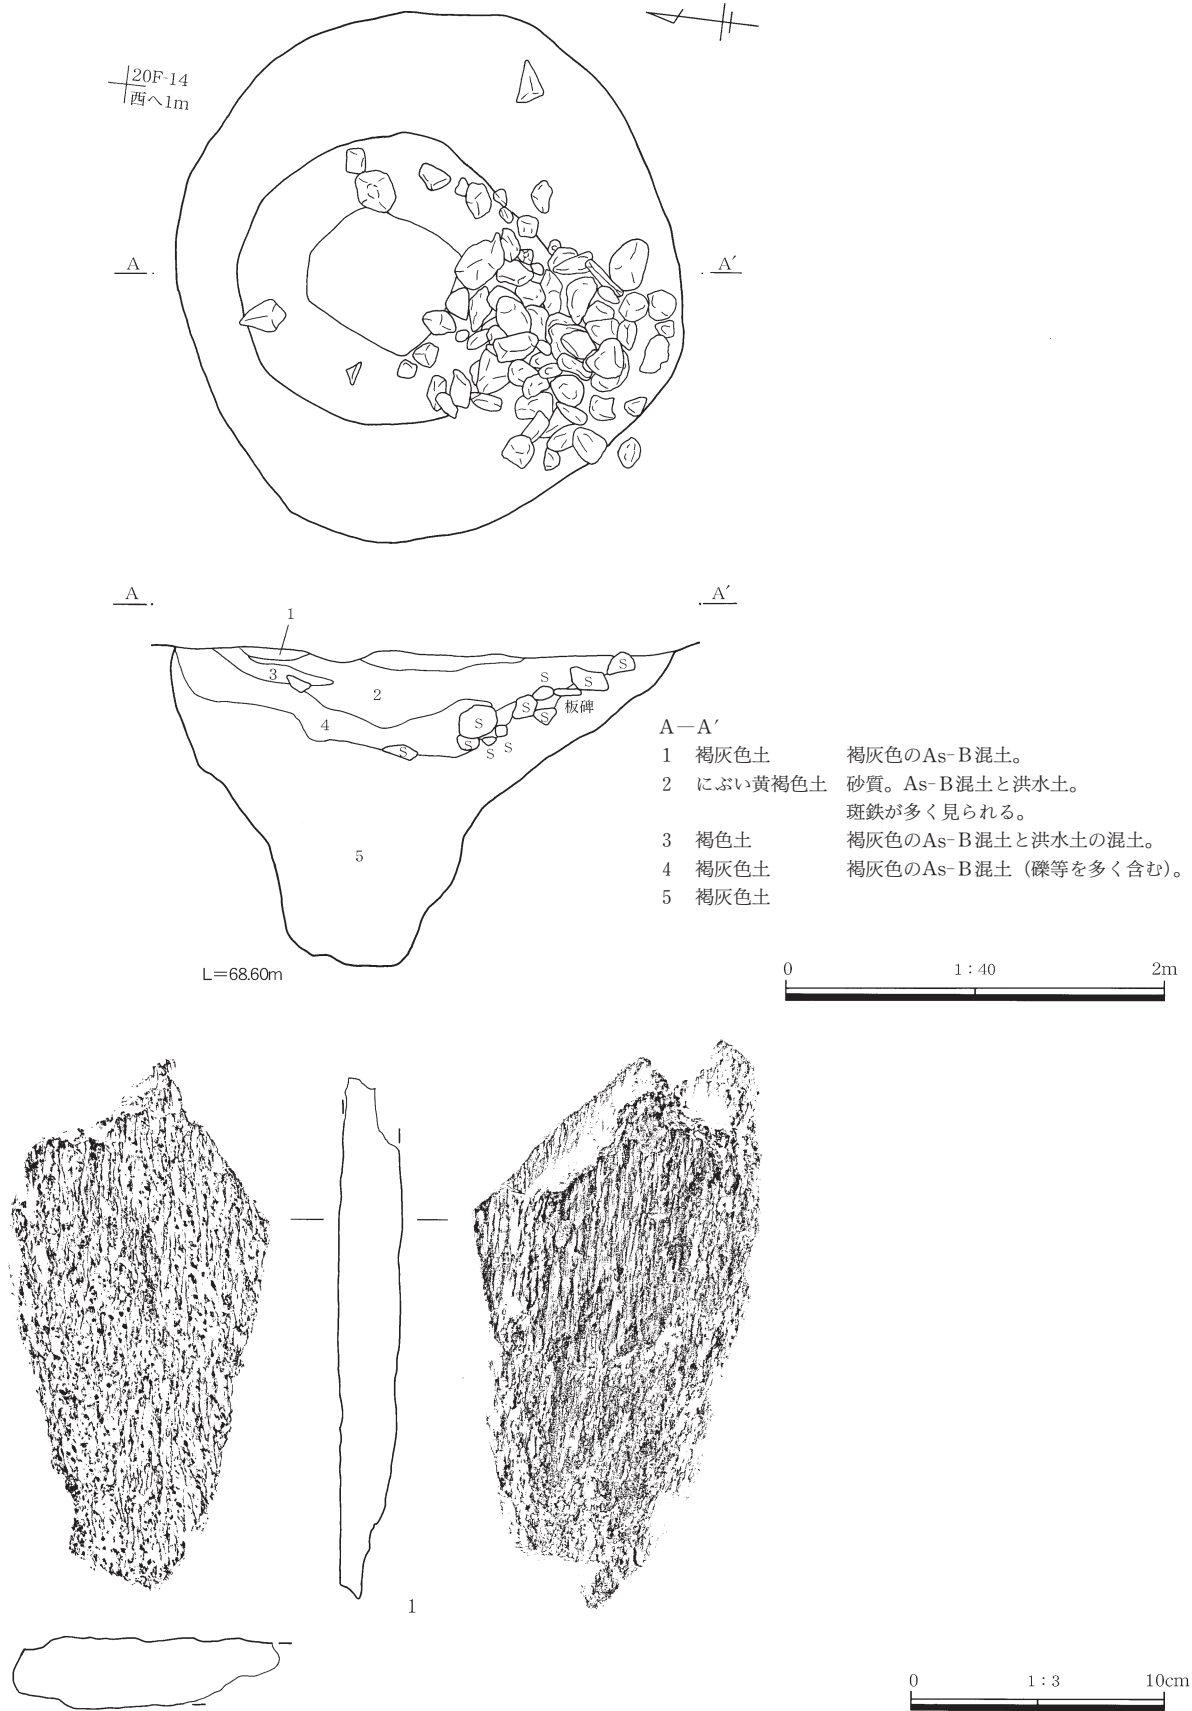 20F-14
西へ1m
A A′
A A′
1
3
2
4
S
S
S
S
板碑
S
S
S
S
S
S
5
L=68.60m
A—A′
1 褐灰色土 褐灰色のAs-B混土。
2 にぶい黄褐色土 砂質。As-B混土と洪水土。
斑鉄が多く見られる。
3 褐色土 褐灰色のAs-B混土と洪水土の混土。
4 褐灰色土 褐灰色のAs-B混土（礫等を多く含む）。
5 褐灰色土
0 1：40 2m
1
0 1：3 10cm